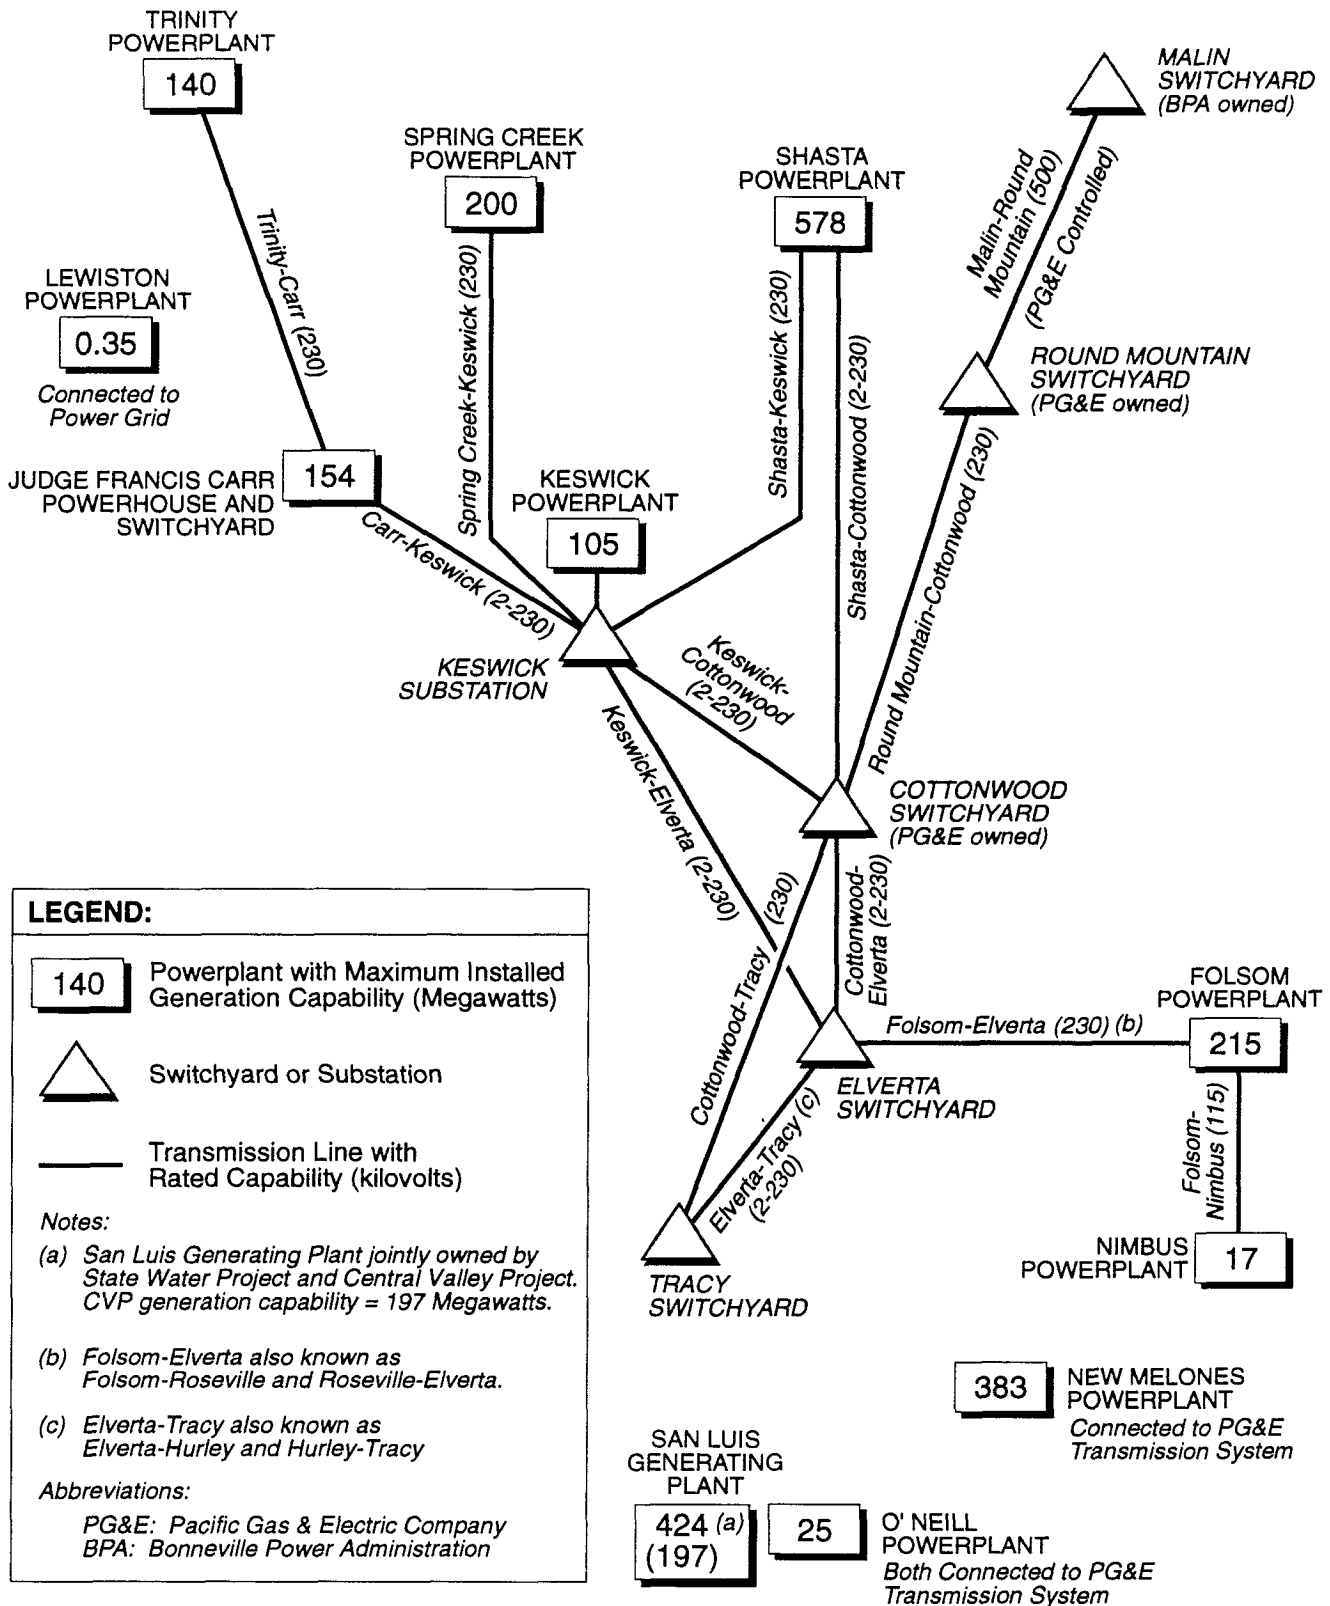 TRINITY
POWERPLANT
140
MALIN
SWITCHYARD
(BPA owned)
SPRING CREEK
POWERPLANT
200
SHASTA
POWERPLANT
578
Malin-Round
Mountain (500)
(PG&E Controlled)
Trinity-Carr (230)
LEWISTON
POWERPLANT
0.35
Connected to
Power Grid
Spring Creek-Keswick (230)
Shasta-Keswick (230)
Shasta-Cottonwood (2-230)
ROUND MOUNTAIN
SWITCHYARD
(PG&E owned)
JUDGE FRANCIS CARR
POWERHOUSE AND
SWITCHYARD
154
KESWICK
POWERPLANT
105
Carr-Keswick (2-230)
Round Mountain-Cottonwood (230)
KESWICK
SUBSTATION
Keswick-
Cottonwood
(2-230)
Keswick-Elverta (2-230)
COTTONWOOD
SWITCHYARD
(PG&E owned)
Cottonwood-Tracy (230)
Cottonwood-
Elverta (2-230)
FOLSOM
POWERPLANT
215
Folsom-Elverta (230) (b)
ELVERTA
SWITCHYARD
Elverta-Tracy (c)
(2-230)
Folsom-
Nimbus (115)
TRACY
SWITCHYARD
NIMBUS
POWERPLANT
17
383
NEW MELONES
POWERPLANT
Connected to PG&E
Transmission System
SAN LUIS
GENERATING
PLANT
424 (a)
(197)
25
O' NEILL
POWERPLANT
Both Connected to PG&E
Transmission System
LEGEND:
140
Powerplant with Maximum Installed
Generation Capability (Megawatts)
Switchyard or Substation
Transmission Line with
Rated Capability (kilovolts)
Notes:
(a) San Luis Generating Plant jointly owned by
State Water Project and Central Valley Project.
CVP generation capability = 197 Megawatts.
(b) Folsom-Elverta also known as
Folsom-Roseville and Roseville-Elverta.
(c) Elverta-Tracy also known as
Elverta-Hurley and Hurley-Tracy
Abbreviations:
PG&E: Pacific Gas & Electric Company
BPA: Bonneville Power Administration